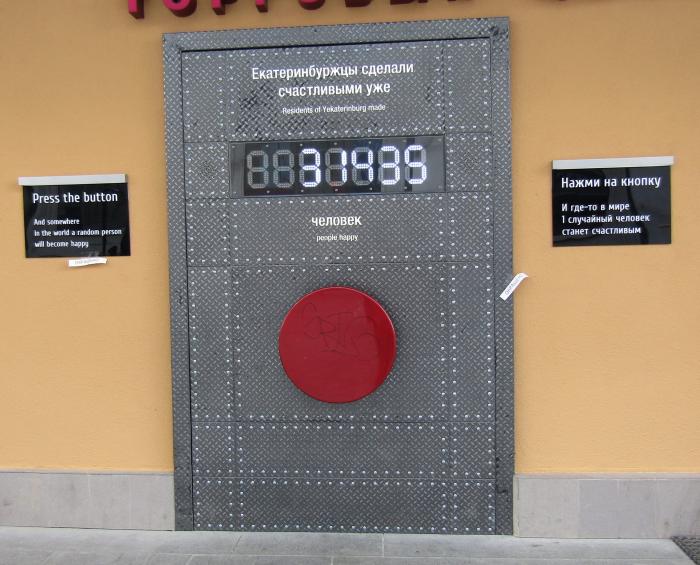 Екатеринбуржцы сделали
счастливыми уже
Residents of Yekaterinburg made
31439
человек
people happy
Press the button
And somewhere
In the world a random person
will become happy
Нажми на кнопку
И где-то в мире
1 случайный человек
станет счастливым